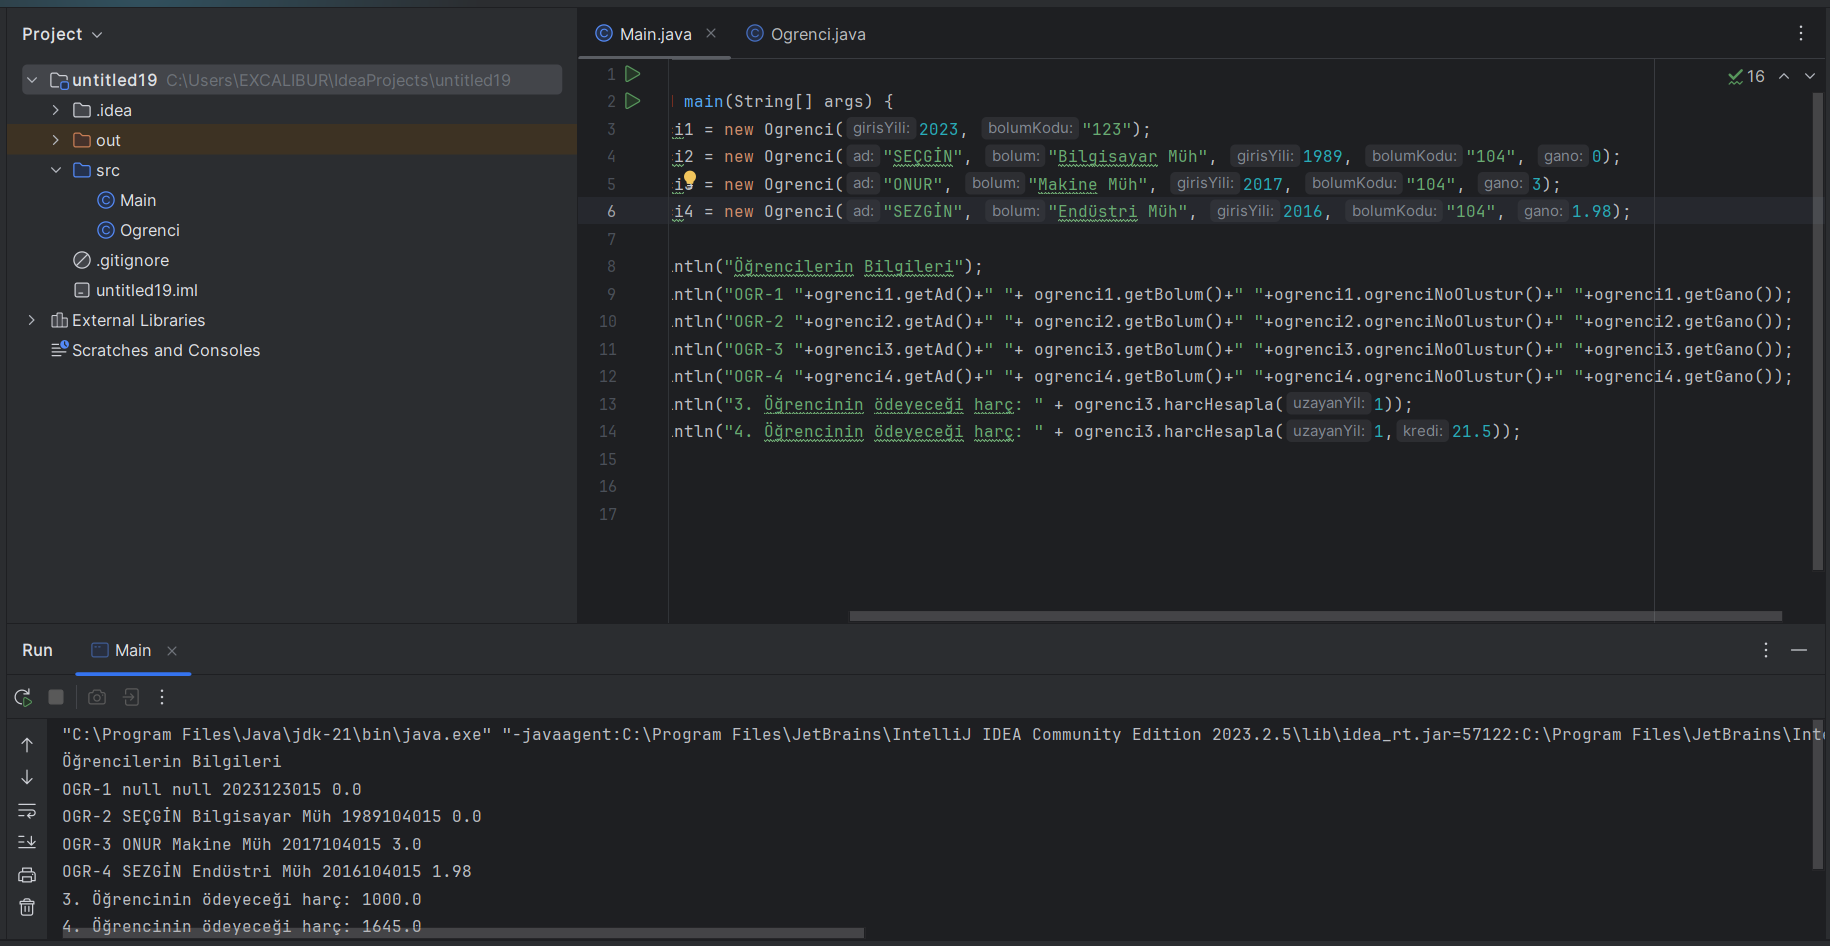 Project
Main.java
Ogrenci.java
untitled19 C:\Users\EXCALIBUR\IdeaProjects\untitled19
.idea
out
src
Main
Ogrenci
.gitignore
untitled19.iml
External Libraries
Scratches and Consoles
16
1
2 main(String[] args) {
3 i1 = new Ogrenci( girisYili: 2023, bolumKodu: "123");
4 i2 = new Ogrenci( ad: "SEÇGİN", bolum: "Bilgisayar Müh", girisYili: 1989, bolumKodu: "104", gano: 0);
5 i3 = new Ogrenci( ad: "ONUR", bolum: "Makine Müh", girisYili: 2017, bolumKodu: "104", gano: 3);
6 i4 = new Ogrenci( ad: "SEZGİN", bolum: "Endüstri Müh", girisYili: 2016, bolumKodu: "104", gano: 1.98);
7
8 ntln("Öğrencilerin Bilgileri");
9 ntln("OGR-1 "+ogrenci1.getAd()+" "+ ogrenci1.getBolum()+" "+ogrenci1.ogrenciNoOlustur()+" "+ogrenci1.getGano());
10 ntln("OGR-2 "+ogrenci2.getAd()+" "+ ogrenci2.getBolum()+" "+ogrenci2.ogrenciNoOlustur()+" "+ogrenci2.getGano());
11 ntln("OGR-3 "+ogrenci3.getAd()+" "+ ogrenci3.getBolum()+" "+ogrenci3.ogrenciNoOlustur()+" "+ogrenci3.getGano());
12 ntln("OGR-4 "+ogrenci4.getAd()+" "+ ogrenci4.getBolum()+" "+ogrenci4.ogrenciNoOlustur()+" "+ogrenci4.getGano());
13 ntln("3. Öğrencinin ödeyeceği harç: " + ogrenci3.harcHesapla( uzayanYil: 1));
14 ntln("4. Öğrencinin ödeyeceği harç: " + ogrenci3.harcHesapla( uzayanYil: 1, kredi: 21.5));
15
16
17
Run
Main
"C:\Program Files\Java\jdk-21\bin\java.exe" "-javaagent:C:\Program Files\JetBrains\IntelliJ IDEA Community Edition 2023.2.5\lib\idea_rt.jar=57122:C:\Program Files\JetBrains\Inte
Öğrencilerin Bilgileri
OGR-1 null null 2023123015 0.0
OGR-2 SEÇGİN Bilgisayar Müh 1989104015 0.0
OGR-3 ONUR Makine Müh 2017104015 3.0
OGR-4 SEZGİN Endüstri Müh 2016104015 1.98
3. Öğrencinin ödeyeceği harç: 1000.0
4. Öğrencinin ödeyeceği harç: 1645.0